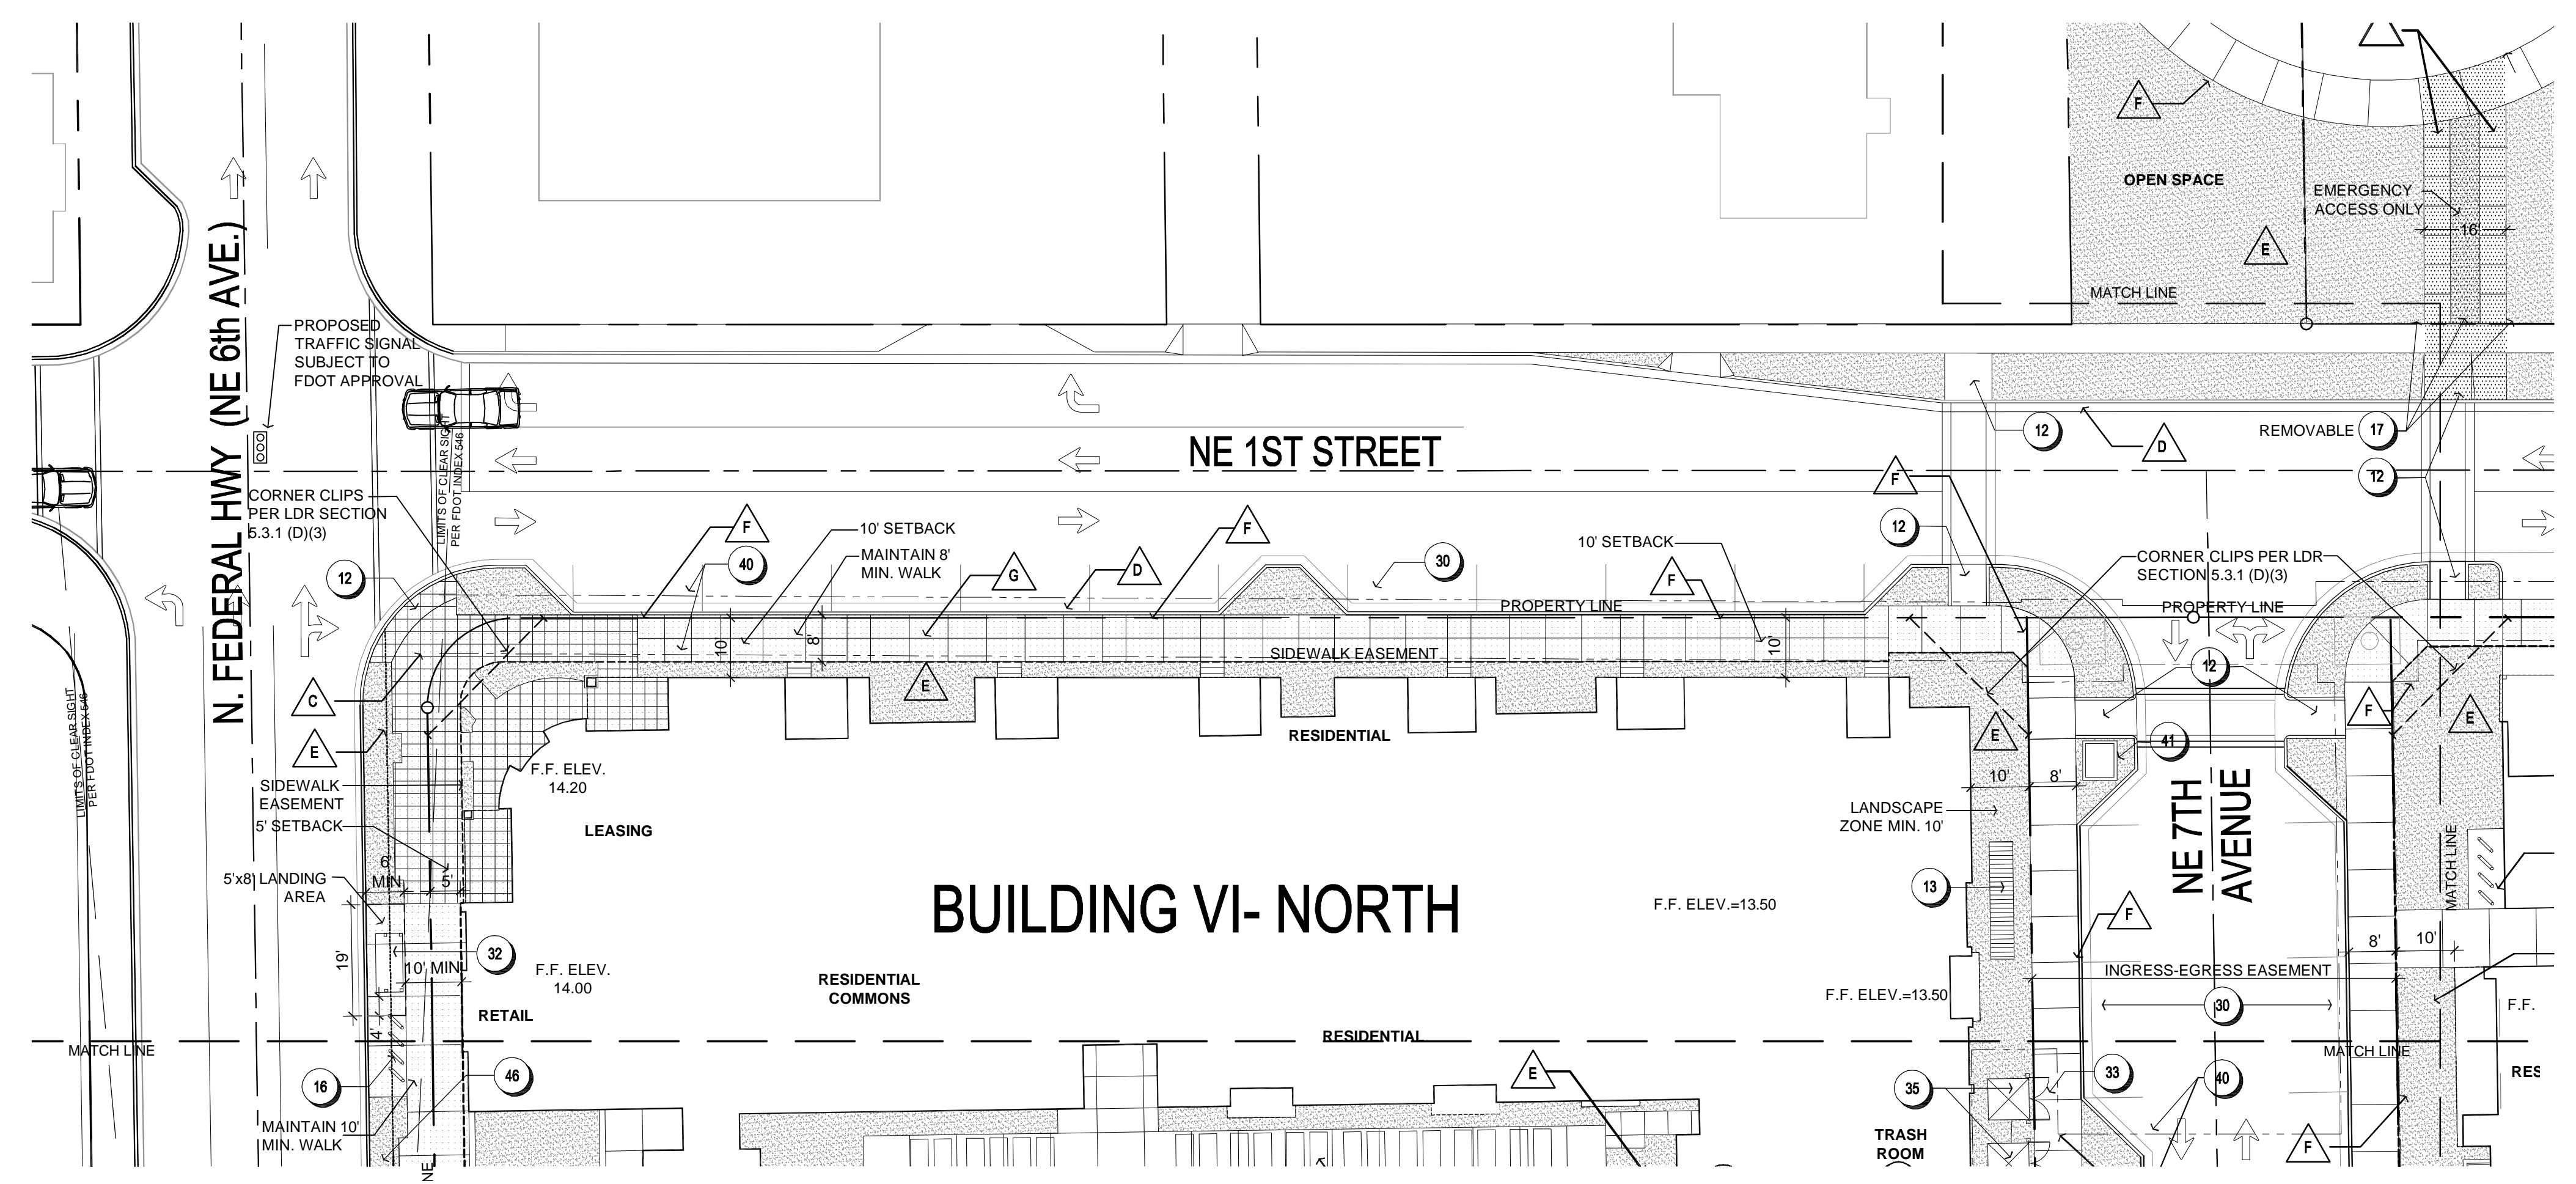 F
OPEN SPACE
EMERGENCY
ACCESS ONLY
16'
E
MATCH LINE
N. FEDERAL HWY (NE 6th AVE.)
PROPOSED
TRAFFIC SIGNAL
SUBJECT TO
FDOT APPROVAL
LIMITS OF CLEAR SIGHT
PER FDOT INDEX 546
NE 1ST STREET
12
D
REMOVABLE 17
12
F
12
CORNER CLIPS
PER LDR SECTION
5.3.1 (D)(3)
F
40
10' SETBACK
MAINTAIN 8'
MIN. WALK
G
D
F
30
10' SETBACK
F
CORNER CLIPS PER LDR
SECTION 5.3.1 (D)(3)
12
PROPERTY LINE
PROPERTY LINE
10'
8'
10'
SIDEWALK EASEMENT
12
C
E
E
E
F
E
LIMITS OF CLEAR SIGHT
PER FDOT INDEX 546
RESIDENTIAL
41
F.F. ELEV.
14.20
SIDEWALK
EASEMENT
5' SETBACK
LEASING
10'
8'
LANDSCAPE
ZONE MIN. 10'
NE 7TH
AVENUE
MATCH LINE
6'
MIN
5'
5'x8' LANDING
AREA
BUILDING VI- NORTH
F.F. ELEV.=13.50
13
F
19'
32
10' MIN
F.F. ELEV.
14.00
RESIDENTIAL
COMMONS
8'
10'
INGRESS-EGRESS EASEMENT
F.F. ELEV.=13.50
30
F.F.
RETAIL
4'
RESIDENTIAL
MATCH LINE
MATCH LINE
16
46
E
35
33
40
RES
MAINTAIN 10'
MIN. WALK
TRASH
ROOM
F
NE